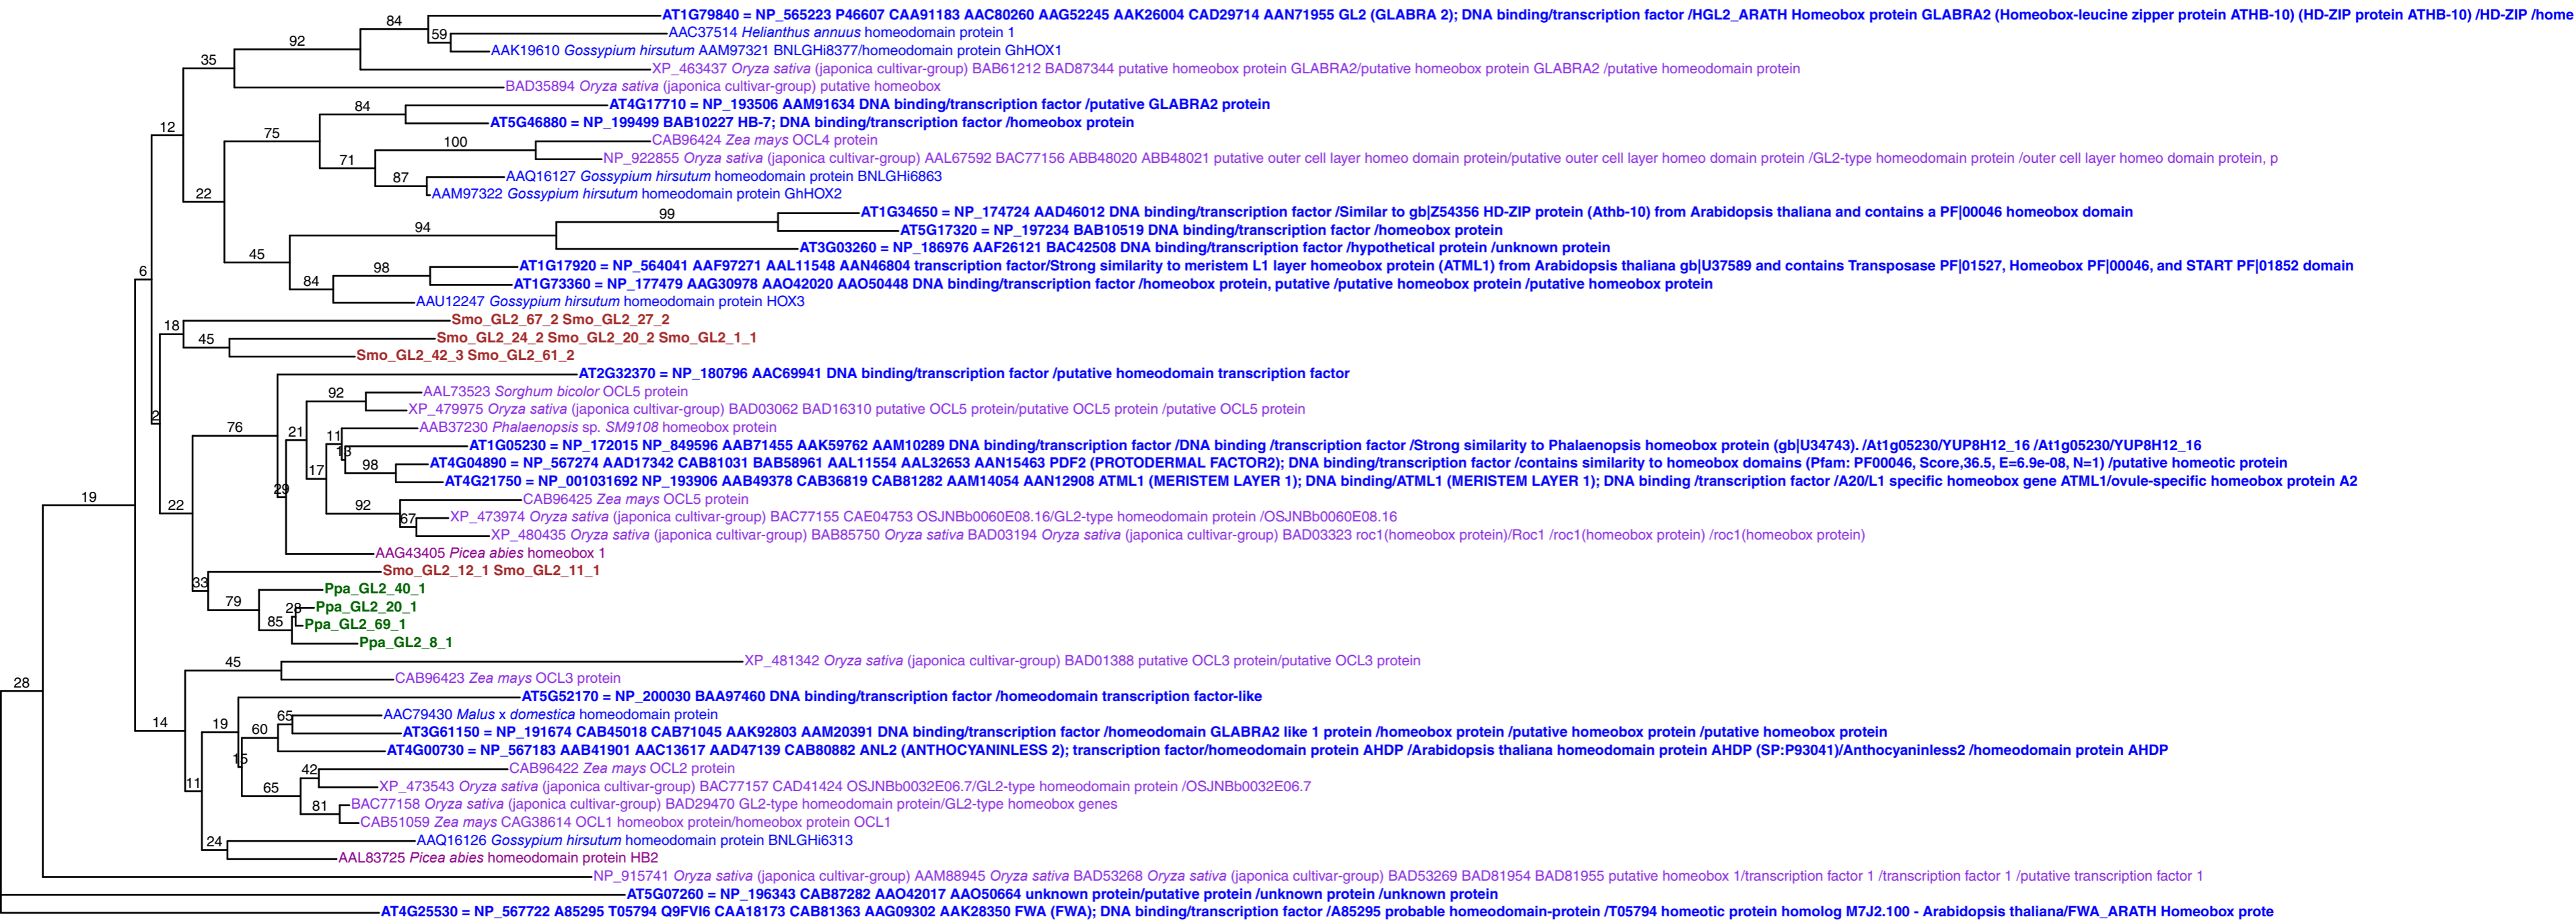 AT1G79840 = NP_565223 P46607 CAA91183 AAC80260 AAG52245 AAK26004 CAD29714 AAN71955 GL2 (GLABRA 2); DNA binding/transcription factor /HGL2_ARATH Homeobox protein GLABRA2 (Homeobox-leucine zipper protein ATHB-10) (HD-ZIP protein ATHB-10) /HD-ZIP /home
84
AAC37514 Helianthus annuus homeodomain protein 1
59
92
AAK19610 Gossypium hirsutum AAM97321 BNLGHi8377/homeodomain protein GhHOX1
35
XP_463437 Oryza sativa (japonica cultivar-group) BAB61212 BAD87344 putative homeobox protein GLABRA2/putative homeobox protein GLABRA2 /putative homeodomain protein
BAD35894 Oryza sativa (japonica cultivar-group) putative homeobox
84
AT4G17710 = NP_193506 AAM91634 DNA binding/transcription factor /putative GLABRA2 protein
12
75
AT5G46880 = NP_199499 BAB10227 HB-7; DNA binding/transcription factor /homeobox protein
100
CAB96424 Zea mays OCL4 protein
71
NP_922855 Oryza sativa (japonica cultivar-group) AAL67592 BAC77156 ABB48020 ABB48021 putative outer cell layer homeo domain protein/putative outer cell layer homeo domain protein /GL2-type homeodomain protein /outer cell layer homeo domain protein, p
87
AAQ16127 Gossypium hirsutum homeodomain protein BNLGHi6863
22
AAM97322 Gossypium hirsutum homeodomain protein GhHOX2
99
AT1G34650 = NP_174724 AAD46012 DNA binding/transcription factor /Similar to gb|Z54356 HD-ZIP protein (Athb-10) from Arabidopsis thaliana and contains a PF|00046 homeobox domain
94
AT5G17320 = NP_197234 BAB10519 DNA binding/transcription factor /homeobox protein
AT3G03260 = NP_186976 AAF26121 BAC42508 DNA binding/transcription factor /hypothetical protein /unknown protein
45
98
AT1G17920 = NP_564041 AAF97271 AAL11548 AAN46804 transcription factor/Strong similarity to meristem L1 layer homeobox protein (ATML1) from Arabidopsis thaliana gb|U37589 and contains Transposase PF|01527, Homeobox PF|00046, and START PF|01852 domain
6
84
AT1G73360 = NP_177479 AAG30978 AAO42020 AAO50448 DNA binding/transcription factor /homeobox protein, putative /putative homeobox protein /putative homeobox protein
AAU12247 Gossypium hirsutum homeodomain protein HOX3
18
Smo_GL2_67_2 Smo_GL2_27_2
45
Smo_GL2_24_2 Smo_GL2_20_2 Smo_GL2_1_1
Smo_GL2_42_3 Smo_GL2_61_2
AT2G32370 = NP_180796 AAC69941 DNA binding/transcription factor /putative homeodomain transcription factor
92
AAL73523 Sorghum bicolor OCL5 protein
2
XP_479975 Oryza sativa (japonica cultivar-group) BAD03062 BAD16310 putative OCL5 protein/putative OCL5 protein /putative OCL5 protein
76
21
11
AAB37230 Phalaenopsis sp. SM9108 homeobox protein
AT1G05230 = NP_172015 NP_849596 AAB71455 AAK59762 AAM10289 DNA binding/transcription factor /DNA binding /transcription factor /Strong similarity to Phalaenopsis homeobox protein (gb|U34743). /At1g05230/YUP8H12_16 /At1g05230/YUP8H12_16
13
17
98
AT4G04890 = NP_567274 AAD17342 CAB81031 BAB58961 AAL11554 AAL32653 AAN15463 PDF2 (PROTODERMAL FACTOR2); DNA binding/transcription factor /contains similarity to homeobox domains (Pfam: PF00046, Score,36.5, E=6.9e-08, N=1) /putative homeotic protein
AT4G21750 = NP_001031692 NP_193906 AAB49378 CAB36819 CAB81282 AAM14054 AAN12908 ATML1 (MERISTEM LAYER 1); DNA binding/ATML1 (MERISTEM LAYER 1); DNA binding /transcription factor /A20/L1 specific homeobox gene ATML1/ovule-specific homeobox protein A2
29
19
22
92
CAB96425 Zea mays OCL5 protein
67
XP_473974 Oryza sativa (japonica cultivar-group) BAC77155 CAE04753 OSJNBb0060E08.16/GL2-type homeodomain protein /OSJNBb0060E08.16
XP_480435 Oryza sativa (japonica cultivar-group) BAB85750 Oryza sativa BAD03194 Oryza sativa (japonica cultivar-group) BAD03323 roc1(homeobox protein)/Roc1 /roc1(homeobox protein) /roc1(homeobox protein)
AAG43405 Picea abies homeobox 1
33
Smo_GL2_12_1 Smo_GL2_11_1
Ppa_GL2_40_1
79
28
Ppa_GL2_20_1
85
Ppa_GL2_69_1
Ppa_GL2_8_1
45
XP_481342 Oryza sativa (japonica cultivar-group) BAD01388 putative OCL3 protein/putative OCL3 protein
28
CAB96423 Zea mays OCL3 protein
AT5G52170 = NP_200030 BAA97460 DNA binding/transcription factor /homeodomain transcription factor-like
14
19
65
AAC79430 Malus x domestica homeodomain protein
60
AT3G61150 = NP_191674 CAB45018 CAB71045 AAK92803 AAM20391 DNA binding/transcription factor /homeodomain GLABRA2 like 1 protein /homeobox protein /putative homeobox protein /putative homeobox protein
AT4G00730 = NP_567183 AAB41901 AAC13617 AAD47139 CAB80882 ANL2 (ANTHOCYANINLESS 2); transcription factor/homeodomain protein AHDP /Arabidopsis thaliana homeodomain protein AHDP (SP:P93041)/Anthocyaninless2 /homeodomain protein AHDP
15
42
CAB96422 Zea mays OCL2 protein
11
65
XP_473543 Oryza sativa (japonica cultivar-group) BAC77157 CAD41424 OSJNBb0032E06.7/GL2-type homeodomain protein /OSJNBb0032E06.7
81
BAC77158 Oryza sativa (japonica cultivar-group) BAD29470 GL2-type homeodomain protein/GL2-type homeobox genes
CAB51059 Zea mays CAG38614 OCL1 homeobox protein/homeobox protein OCL1
24
AAQ16126 Gossypium hirsutum homeodomain protein BNLGHi6313
AAL83725 Picea abies homeodomain protein HB2
NP_915741 Oryza sativa (japonica cultivar-group) AAM88945 Oryza sativa BAD53268 Oryza sativa (japonica cultivar-group) BAD53269 BAD81954 BAD81955 putative homeobox 1/transcription factor 1 /transcription factor 1 /putative transcription factor 1
AT5G07260 = NP_196343 CAB87282 AAO42017 AAO50664 unknown protein/putative protein /unknown protein /unknown protein
AT4G25530 = NP_567722 A85295 T05794 Q9FVI6 CAA18173 CAB81363 AAG09302 AAK28350 FWA (FWA); DNA binding/transcription factor /A85295 probable homeodomain-protein /T05794 homeotic protein homolog M7J2.100 - Arabidopsis thaliana/FWA_ARATH Homeobox prote